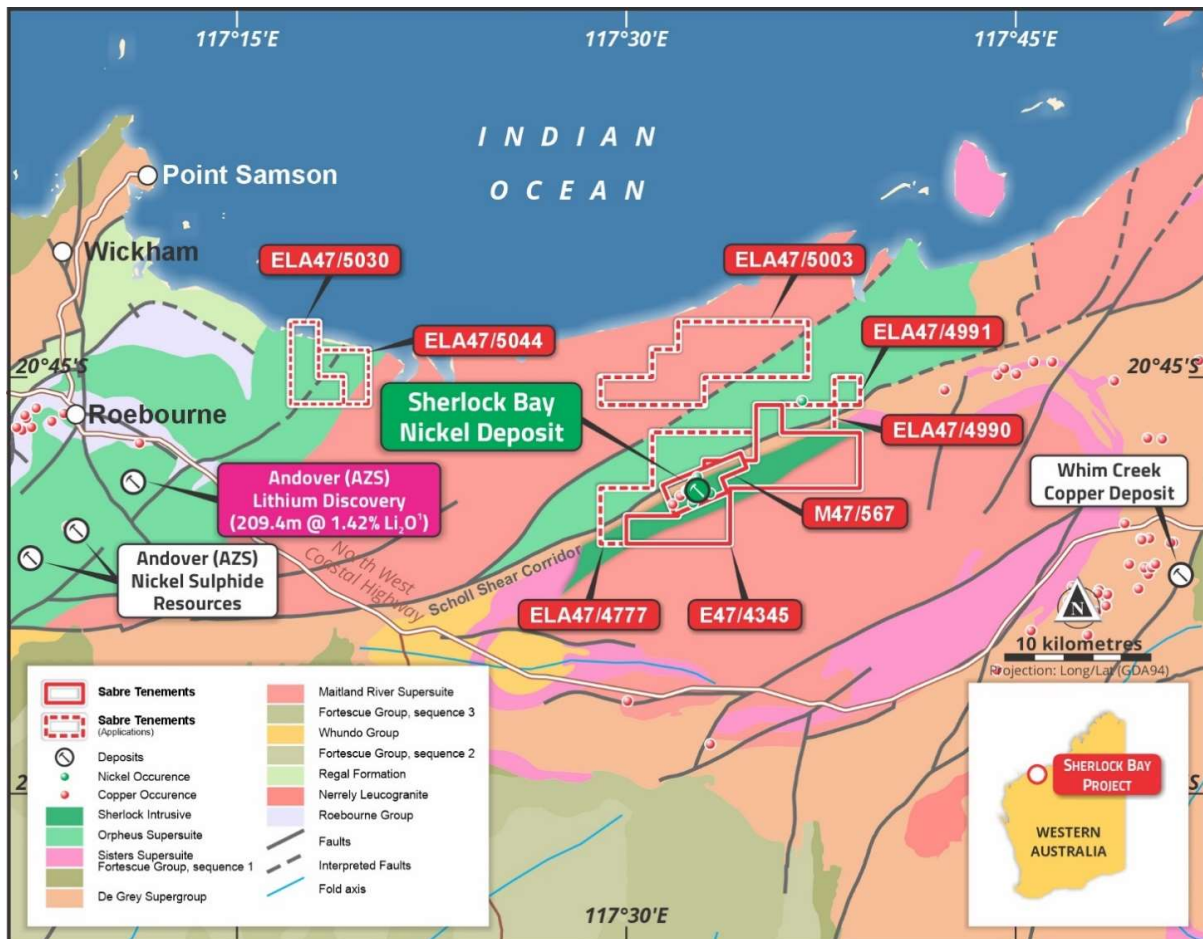 117°15'E
117°30'E
117°45'E
INDIAN
OCEAN
Point Samson
Wickham
ELA47/5030
ELA47/5003
ELA47/5044
ELA47/4991
20°45'S
20°45'S
Sherlock Bay
Nickel Deposit
Roebourne
ELA47/4990
Andover (AZS)
Lithium Discovery
(209.4m @ 1.42% Li₂O¹)
Whim Creek
Copper Deposit
M47/567
Andover (AZS)
Nickel Sulphide
Resources
North West
Coastal Highway
Scholl Shear Corridor
ELA47/4777
E47/4345
N
10 kilometres
Projection: Long/Lat (GDA94)
Sabre Tenements
Sabre Tenements
(Applications)
Deposits
Nickel Occurence
Copper Occurence
Sherlock Intrusive
Orpheus Supersuite
Sisters Supersuite
Fortescue Group, sequence 1
De Grey Supergroup
Maitland River Supersuite
Fortescue Group, sequence 3
Whundo Group
Fortescue Group, sequence 2
Regal Formation
Nerrely Leucogranite
Roebourne Group
Faults
Interpreted Faults
Fold axis
SHERLOCK BAY
PROJECT
WESTERN
AUSTRALIA
117°30'E